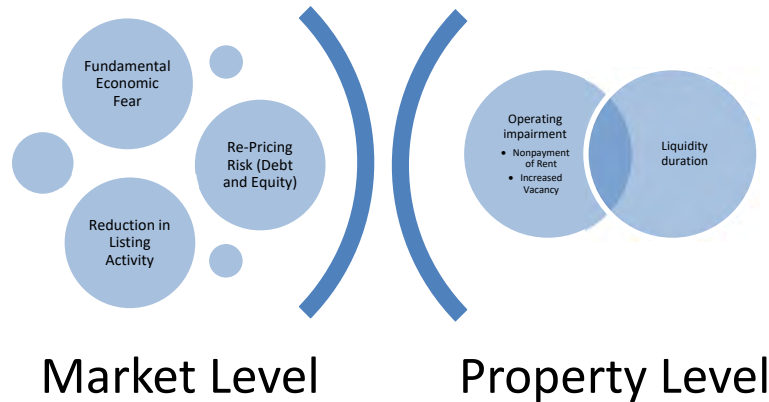 Fundamental
Economic
Fear
Re-Pricing
Risk (Debt
and Equity)
Reduction in
Listing
Activity
Market Level
Operating
impairment
• Nonpayment
of Rent
• Increased
Vacancy
Liquidity
duration
Property Level